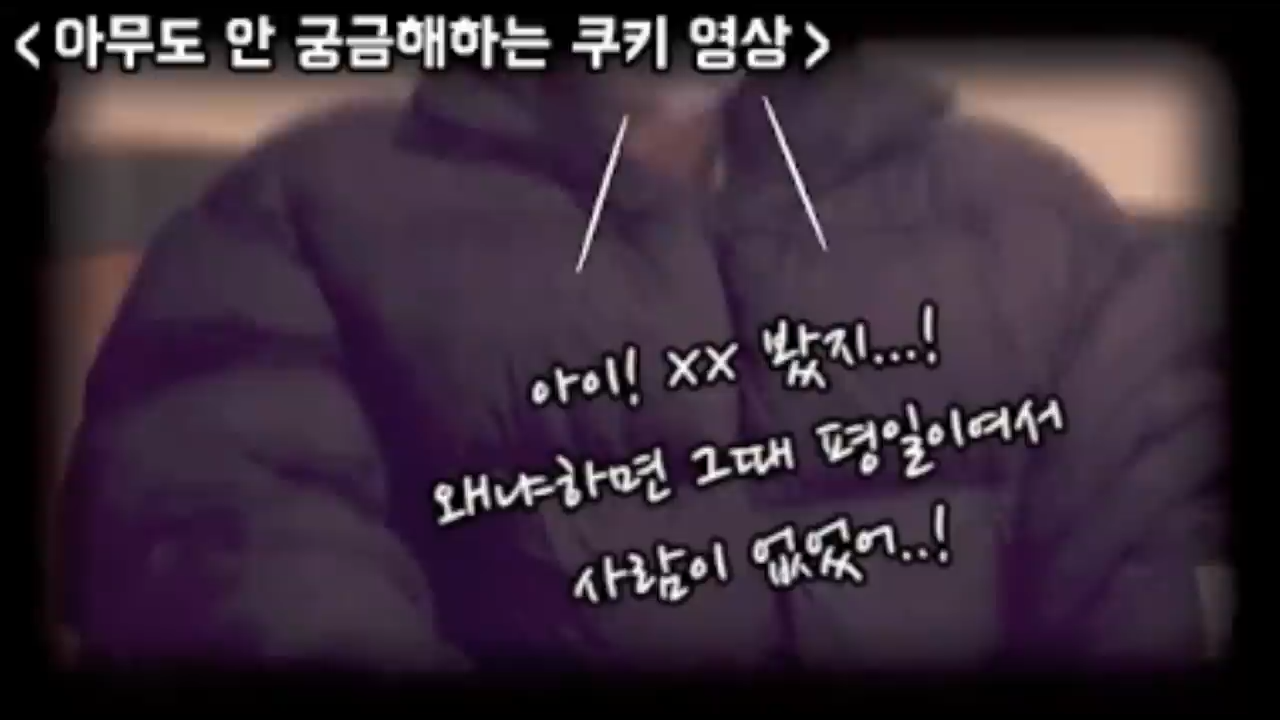 <아무도 안 궁금해하는 쿠키 영상>
아이! XX 봤지...!
왜냐하면 그때 평일이여서
사람이 없었어..!